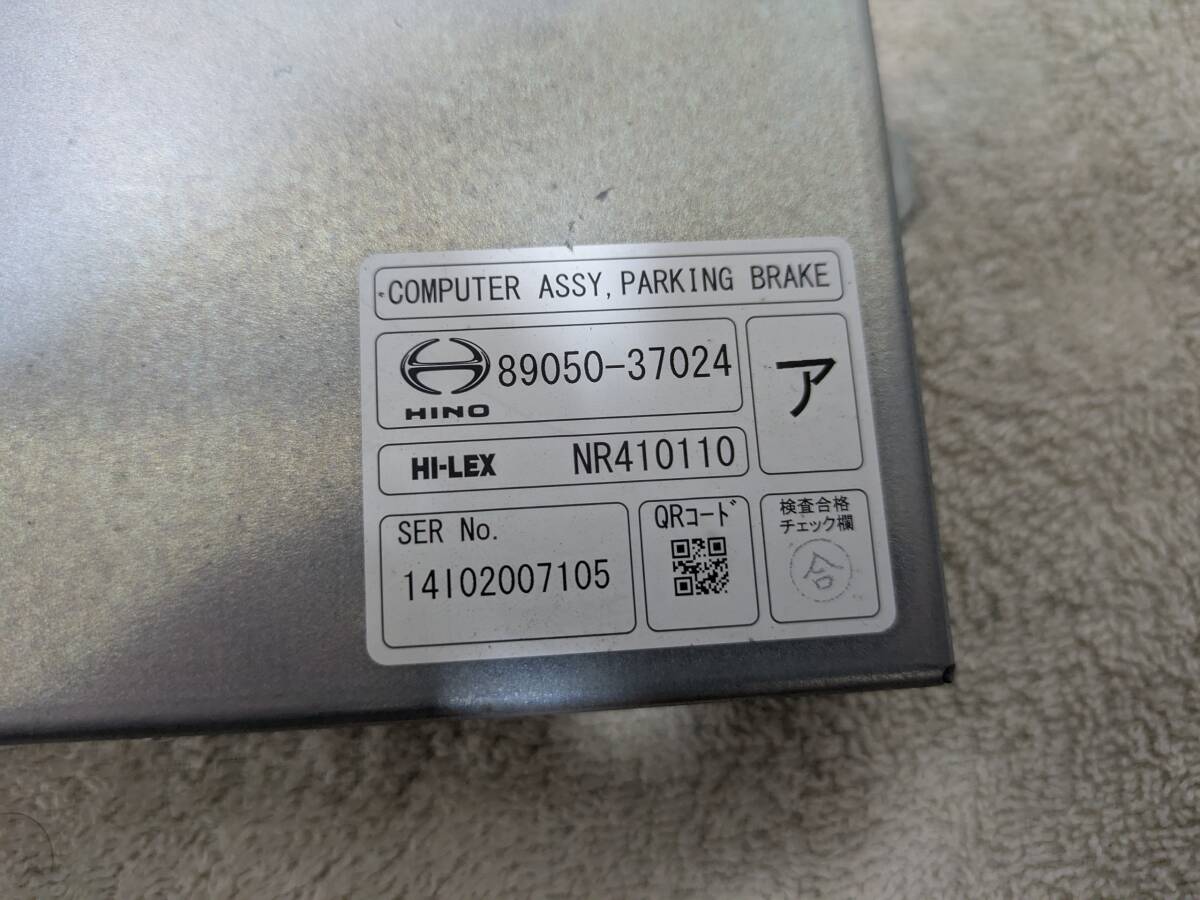 COMPUTER ASSY, PARKING BRAKE
HINO
89050-37024
ア
HI-LEX NR410110
SER No.
14I02007105
QRコード
検査合格
チェック欄
合